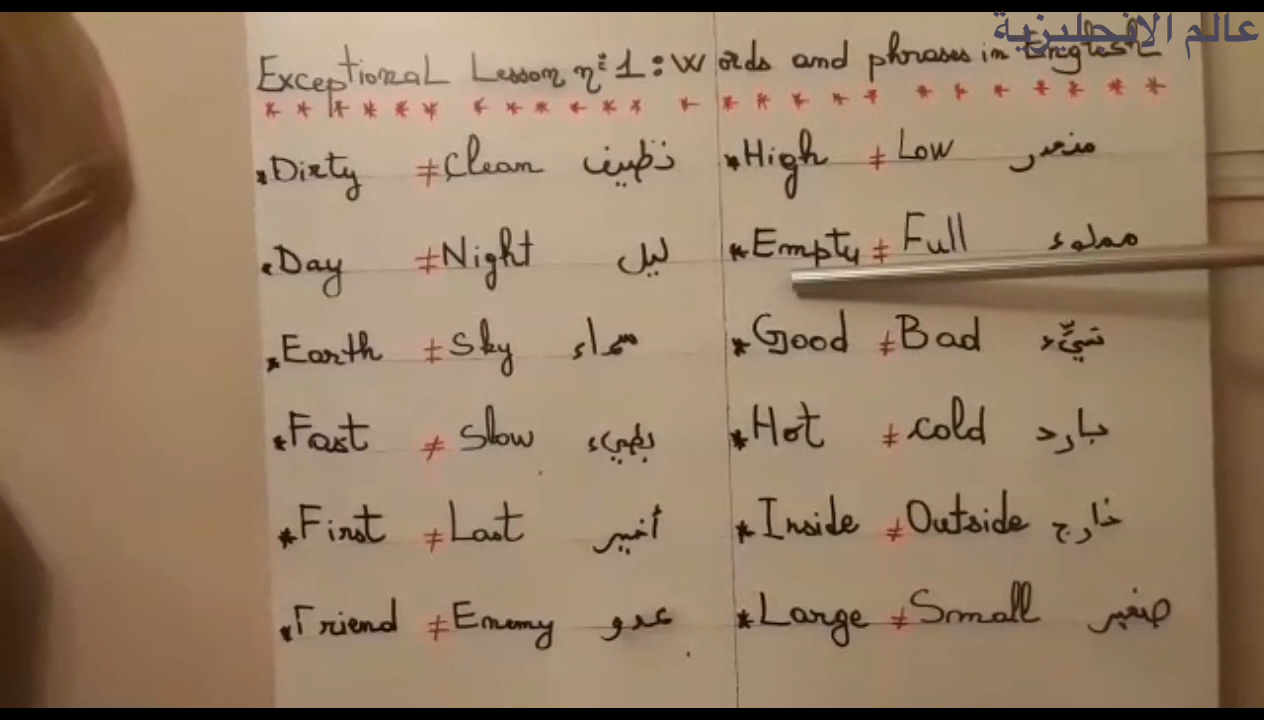 عالم الانجليزية
Exceptional Lesson n° 1 : Words and phrases in English
* * * * * * * * * * * * * * * * * * * * * * * * *
*Dirty ≠ Clean نظيف
*Day ≠ Night ليل
*Earth ≠ Sky سماء
*Fast ≠ Slow بطيء
*First ≠ Last أخير
*Friend ≠ Enemy عدو
*High ≠ Low
*Empty ≠ Full مملوء
*Good ≠ Bad
*Hot ≠ cold بارد
*Inside ≠ Outside خارج
*Large ≠ Small صغير